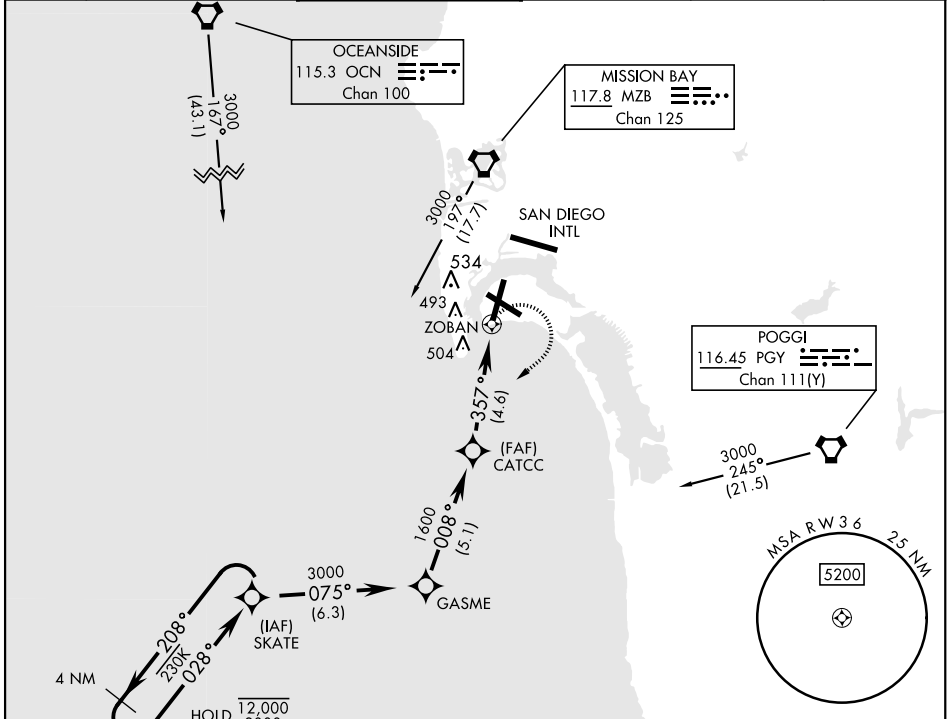 OCEANSIDE
115.3 OCN
Chan 100
3000
167°
(43.1)
MISSION BAY
117.8 MZB
Chan 125
3000
197°
(17.7)
SAN DIEGO
INTL
534
493
ZOBAN
504
357°
(4.6)
POGGI
116.45 PGY
Chan 111(Y)
3000
245°
(21.5)
(FAF)
CATCC
1600
008°
(5.1)
MSA RW36 25 NM
5200
3000
075°
(6.3)
GASME
(IAF)
SKATE
208°
230K
028°
4 NM
HOLD 12,000